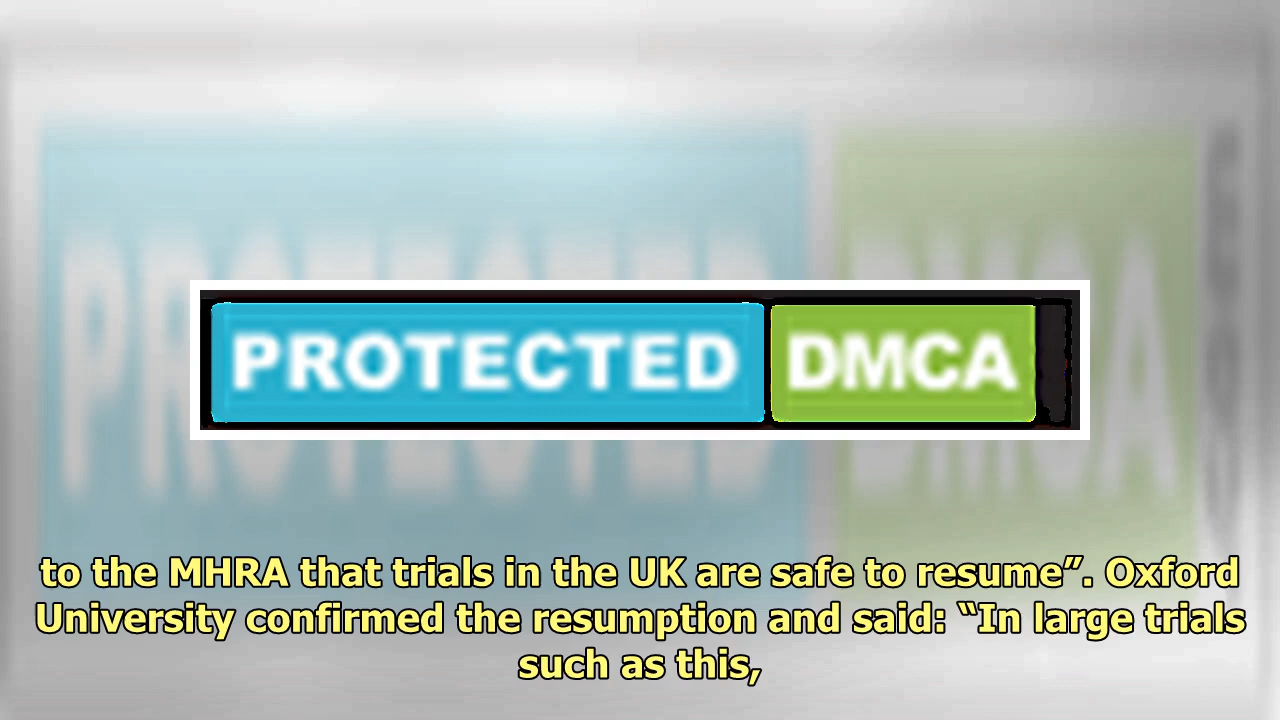 PROTECTED DMCA
to the MHRA that trials in the UK are safe to resume”. Oxford
University confirmed the resumption and said: “In large trials
such as this,